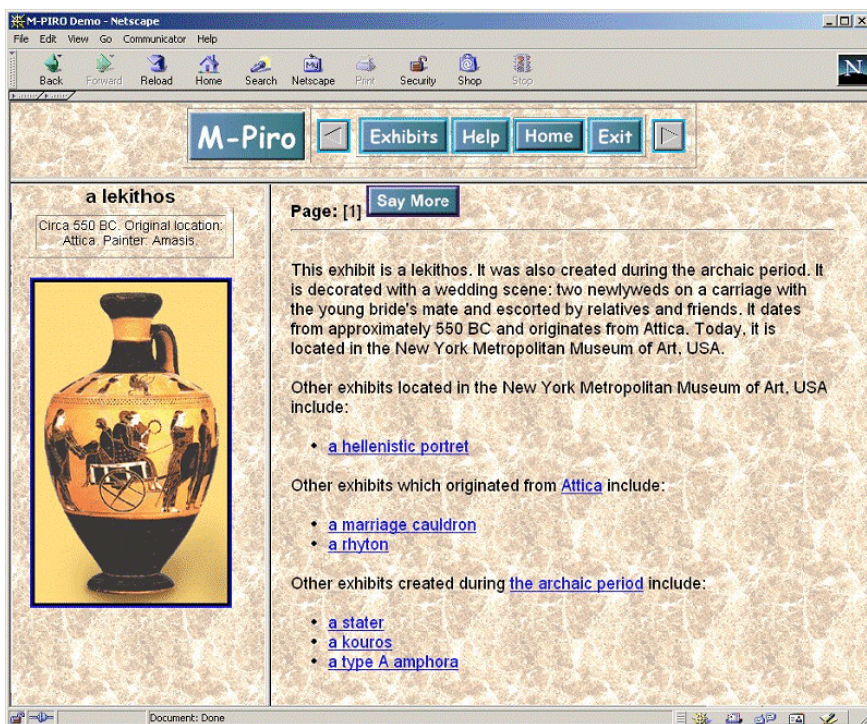 M-PIRO Demo - Netscape
File Edit View Go Communicator Help
Back Forward Reload Home Search Netscape Print Security Shop Stop
My
N
M-Piro Exhibits Help Home Exit
a lekithos
Circa 550 BC. Original location:
Attica. Painter: Amasis.
Page: [1] Say More
This exhibit is a lekithos. It was also created during the archaic period. It
is decorated with a wedding scene: two newlyweds on a carriage with
the young bride's mate and escorted by relatives and friends. It dates
from approximately 550 BC and originates from Attica. Today, it is
located in the New York Metropolitan Museum of Art, USA.
Other exhibits located in the New York Metropolitan Museum of Art, USA
include:
• a hellenistic portret
Other exhibits which originated from Attica include:
• a marriage cauldron
• a rhyton
Other exhibits created during the archaic period include:
• a stater
• a kouros
• a type A amphora
Document: Done